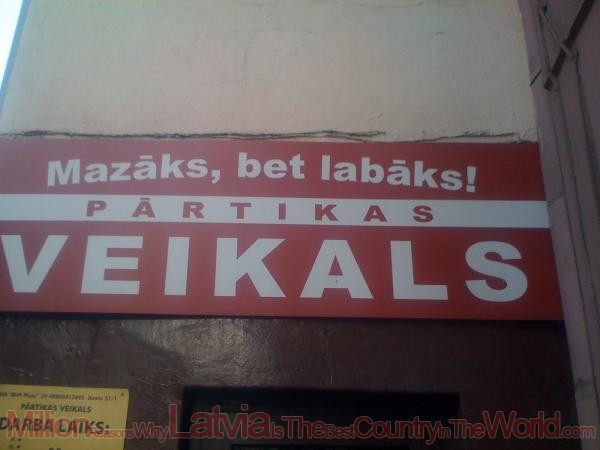 Mazāks, bet labāks!
PĀRTIKAS
VEIKALS
PĀRTIKAS VEIKALS
DARBA LAIKS:
Million Reasons Why Latvia Is The Best Country In The World.com